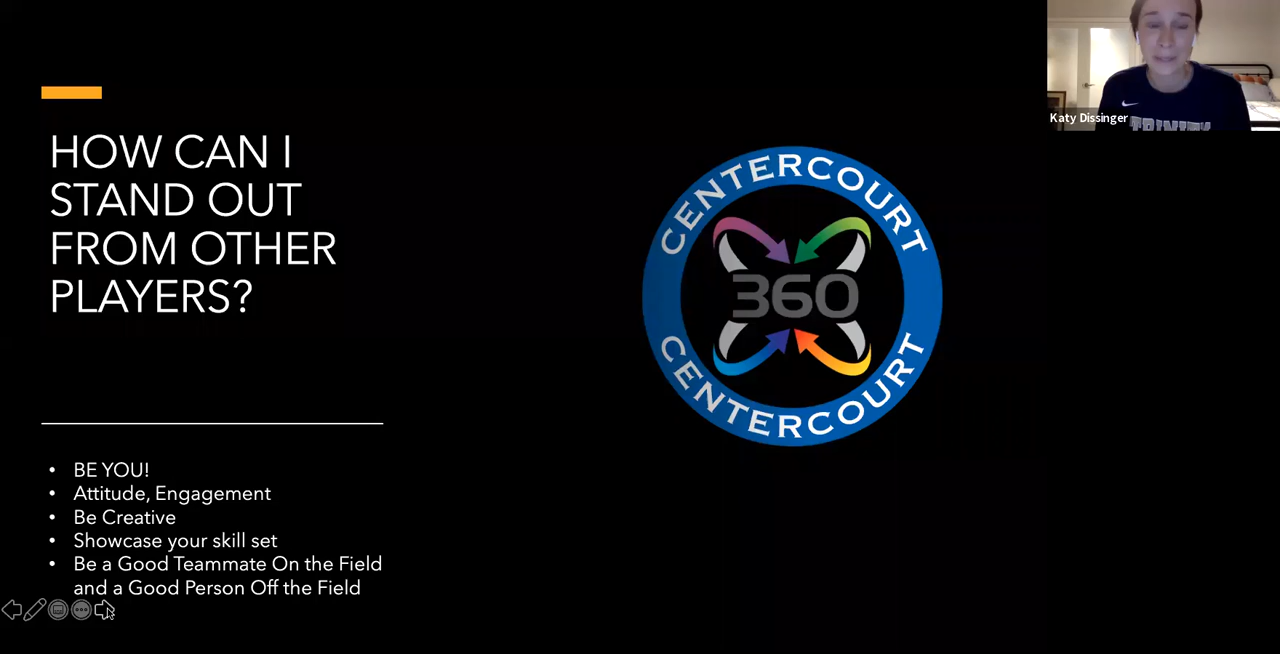 HOW CAN I
STAND OUT
FROM OTHER
PLAYERS?
• BE YOU!
• Attitude, Engagement
• Be Creative
• Showcase your skill set
• Be a Good Teammate On the Field
and a Good Person Off the Field
CENTERCOURT
360
CENTERCOURT
Katy Dissinger
TRINITY